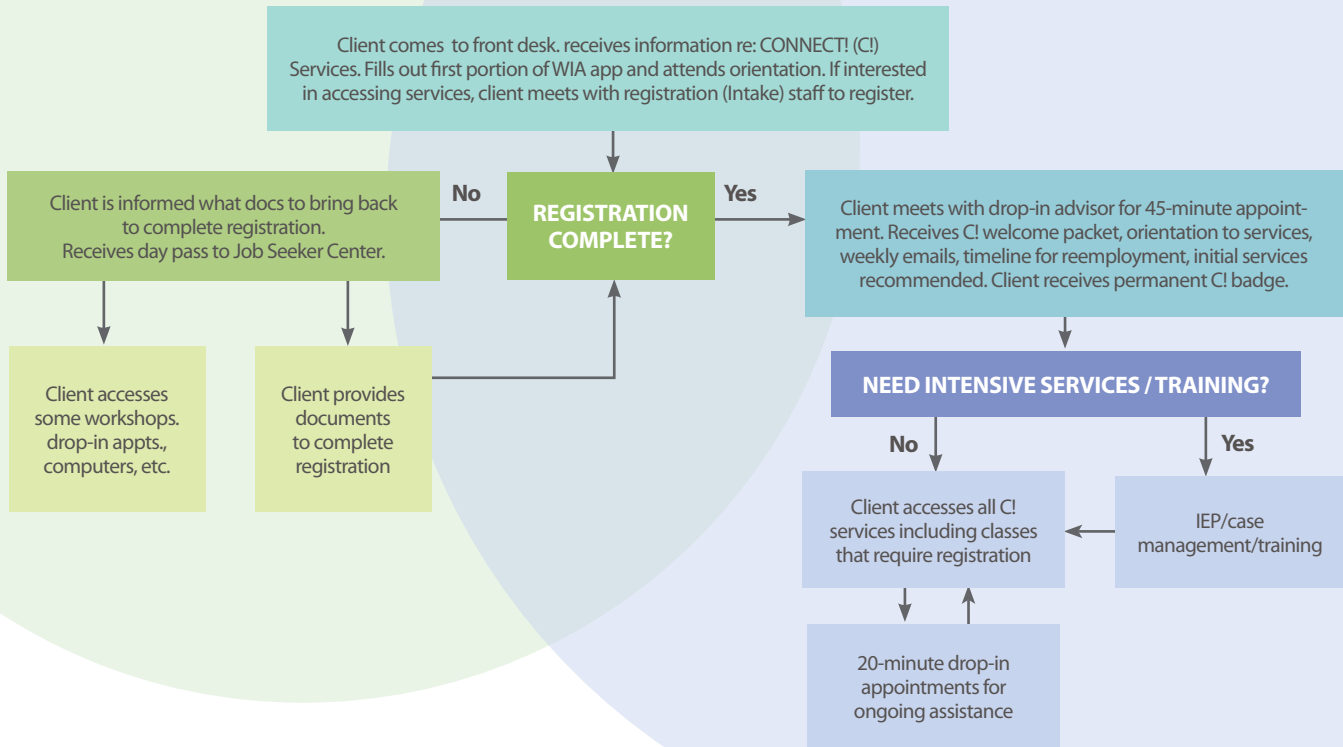 Client comes to front desk. receives information re: CONNECT! (C!)
Services. Fills out first portion of WIA app and attends orientation. If interested
in accessing services, client meets with registration (Intake) staff to register.
Client is informed what docs to bring back
to complete registration.
Receives day pass to Job Seeker Center.
No
REGISTRATION
COMPLETE?
Yes
Client meets with drop-in advisor for 45-minute appoint-
ment. Receives C! welcome packet, orientation to services,
weekly emails, timeline for reemployment, initial services
recommended. Client receives permanent C! badge.
Client accesses
some workshops.
drop-in appts.,
computers, etc.
Client provides
documents
to complete
registration
NEED INTENSIVE SERVICES / TRAINING?
No
Yes
Client accesses all C!
services including classes
that require registration
IEP/case
management/training
20-minute drop-in
appointments for
ongoing assistance